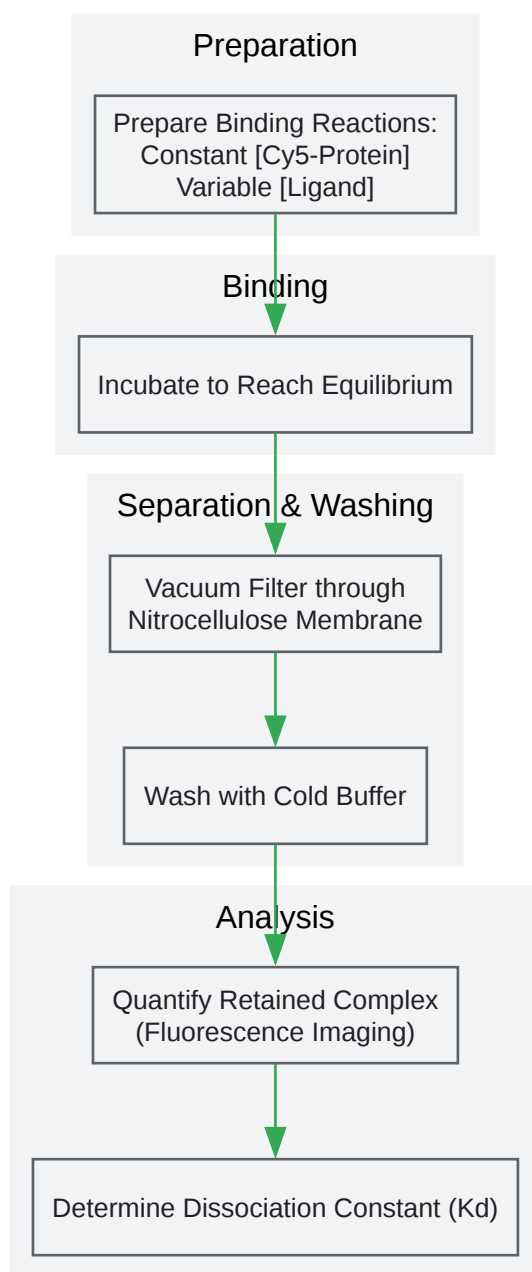 Preparation
Prepare Binding Reactions:
Constant [Cy5-Protein]
Variable [Ligand]
Binding
Incubate to Reach Equilibrium
Separation & Washing
Vacuum Filter through
Nitrocellulose Membrane
Wash with Cold Buffer
Analysis
Quantify Retained Complex
(Fluorescence Imaging)
Determine Dissociation Constant (Kd)